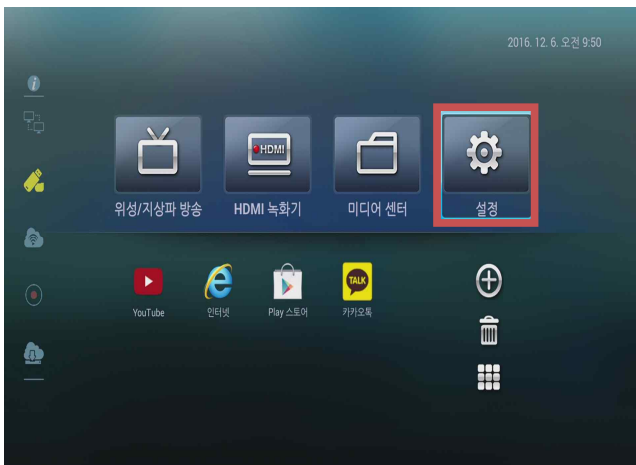 2016. 12. 6. 오전 9:50
HDMI
위성/지상파 방송
HDMI 녹화기
미디어 센터
설정
TALK
YouTube
인터넷
Play 스토어
카카오톡